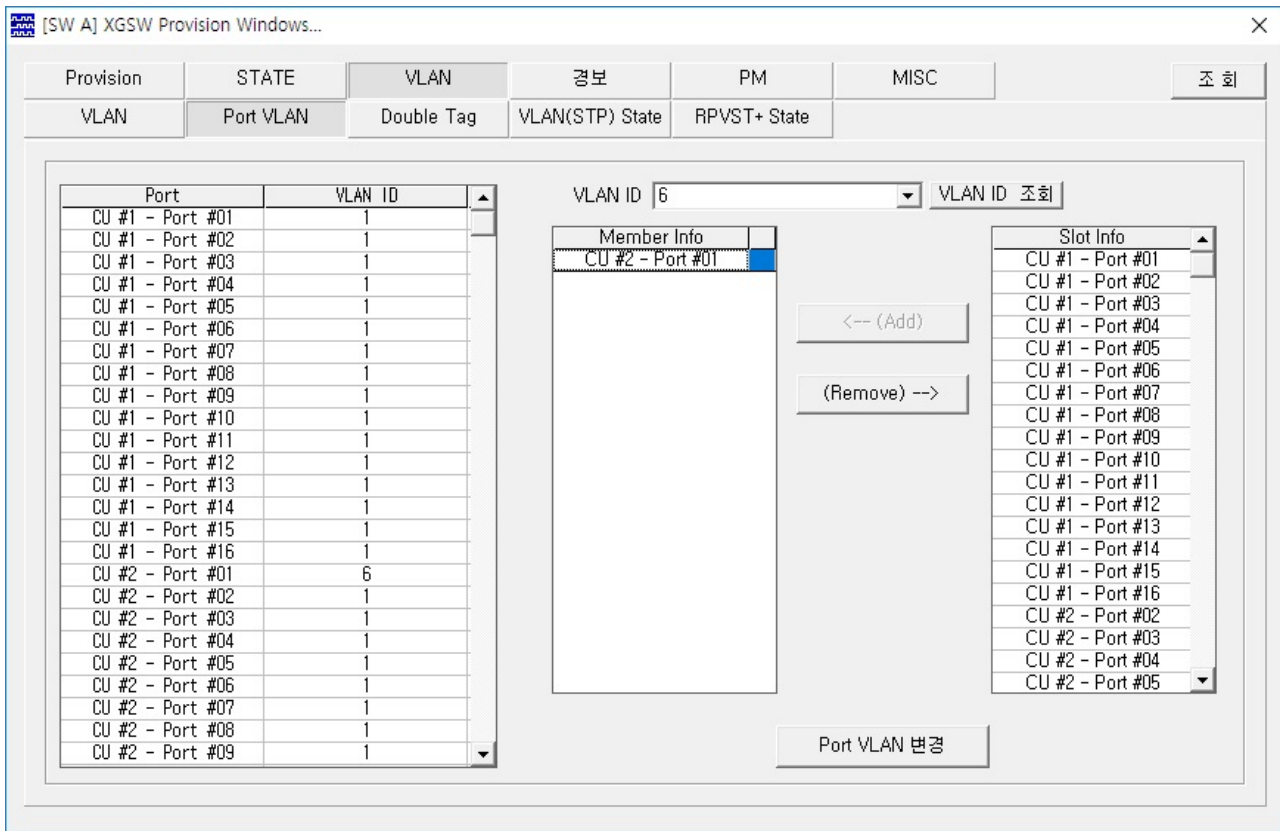 [SW A] XGSW Provision Windows...
Provision STATE VLAN 경보 PM MISC 조 회
VLAN Port VLAN Double Tag VLAN(STP) State RPVST+ State
Port VLAN ID
CU #1 - Port #01 1
CU #1 - Port #02 1
CU #1 - Port #03 1
CU #1 - Port #04 1
CU #1 - Port #05 1
CU #1 - Port #06 1
CU #1 - Port #07 1
CU #1 - Port #08 1
CU #1 - Port #09 1
CU #1 - Port #10 1
CU #1 - Port #11 1
CU #1 - Port #12 1
CU #1 - Port #13 1
CU #1 - Port #14 1
CU #1 - Port #15 1
CU #1 - Port #16 1
CU #2 - Port #01 6
CU #2 - Port #02 1
CU #2 - Port #03 1
CU #2 - Port #04 1
CU #2 - Port #05 1
CU #2 - Port #06 1
CU #2 - Port #07 1
CU #2 - Port #08 1
CU #2 - Port #09 1
VLAN ID 6 VLAN ID 조회
Member Info
CU #2 - Port #01
<-- (Add)
(Remove) -->
Slot Info
CU #1 - Port #01
CU #1 - Port #02
CU #1 - Port #03
CU #1 - Port #04
CU #1 - Port #05
CU #1 - Port #06
CU #1 - Port #07
CU #1 - Port #08
CU #1 - Port #09
CU #1 - Port #10
CU #1 - Port #11
CU #1 - Port #12
CU #1 - Port #13
CU #1 - Port #14
CU #1 - Port #15
CU #1 - Port #16
CU #2 - Port #02
CU #2 - Port #03
CU #2 - Port #04
CU #2 - Port #05
Port VLAN 변경